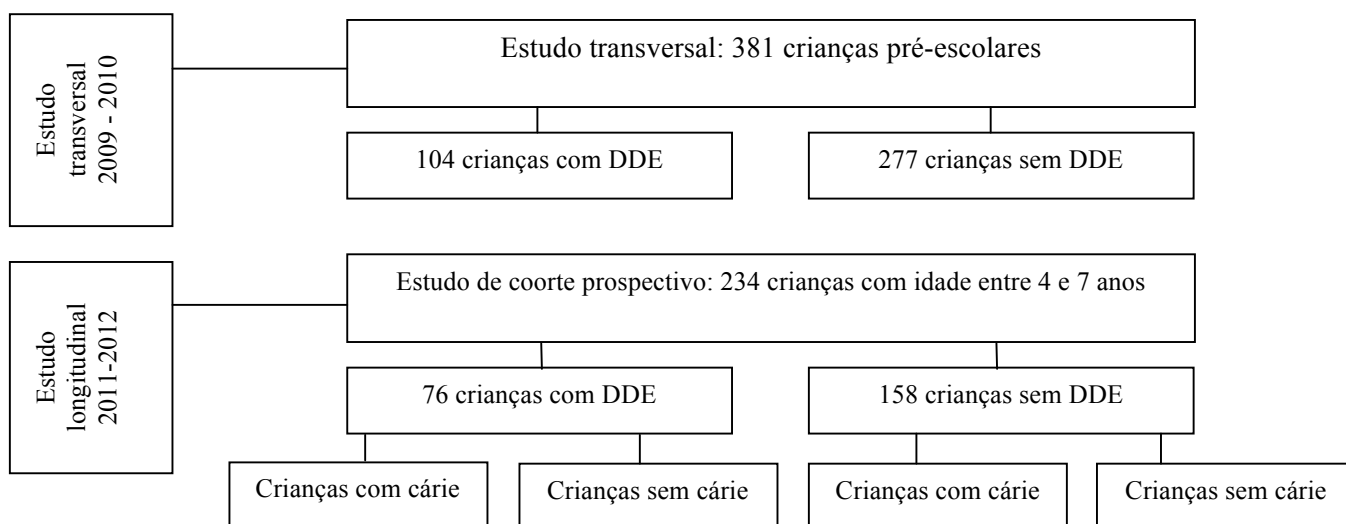 Estudo
transversal
2009 - 2010
Estudo transversal: 381 crianças pré-escolares
104 crianças com DDE
277 crianças sem DDE
Estudo
longitudinal
2011-2012
Estudo de coorte prospectivo: 234 crianças com idade entre 4 e 7 anos
76 crianças com DDE
158 crianças sem DDE
Crianças com cárie
Crianças sem cárie
Crianças com cárie
Crianças sem cárie